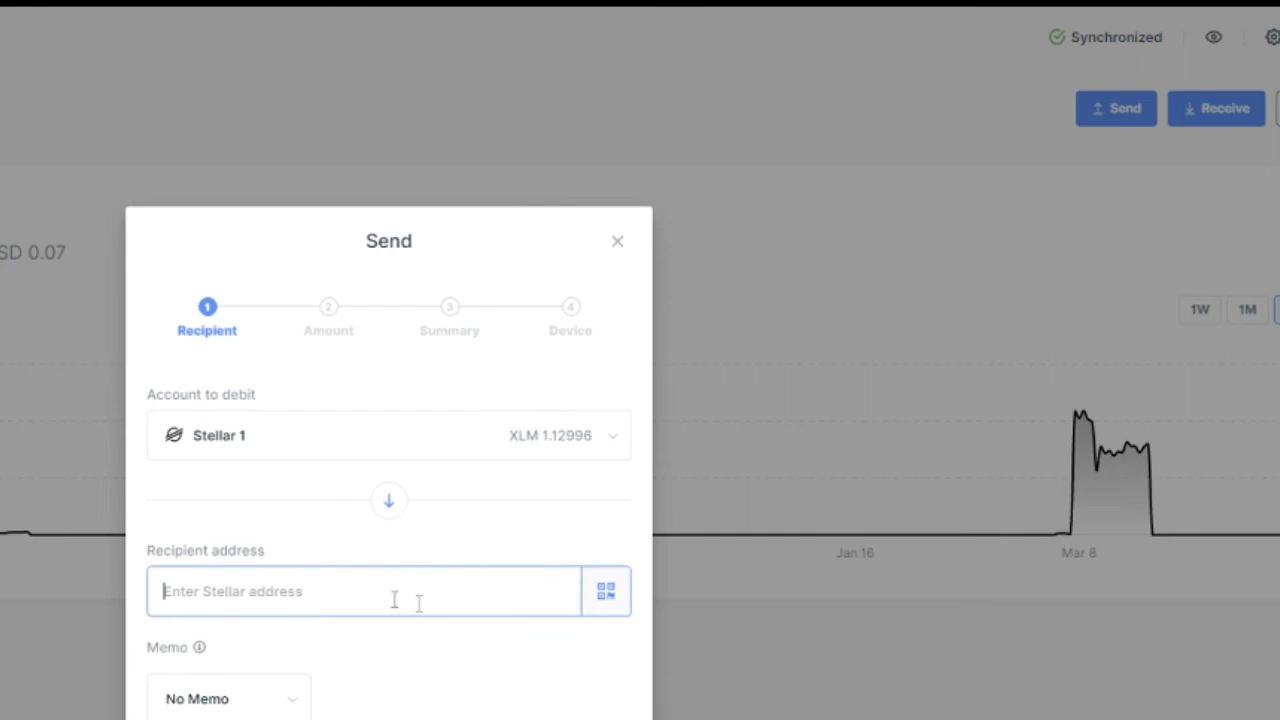 Synchronized
Send
Receive
Send
SD 0.07
1
2
3
4
Recipient
Amount
Summary
Device
1W
1M
Account to debit
Stellar 1
XLM 1.12996
Recipient address
Jan 16
Mar 8
Enter Stellar address
Memo
No Memo